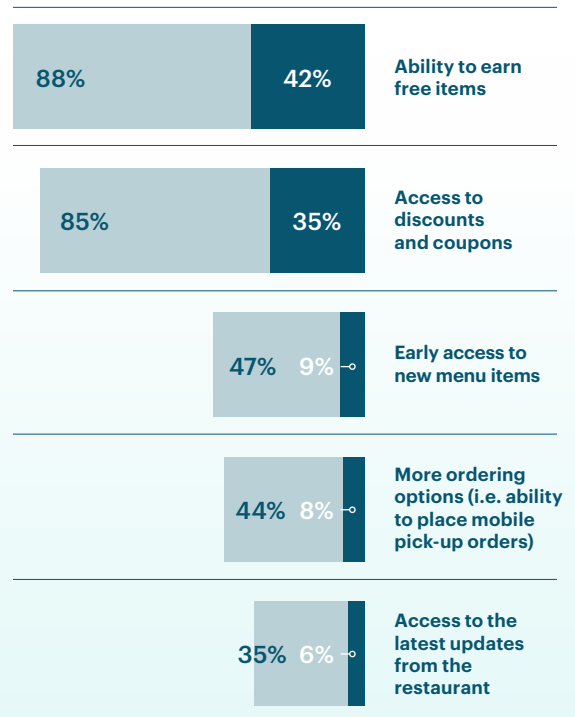 88%
42%
Ability to earn
free items
85%
35%
Access to
discounts
and coupons
47%
9%
Early access to
new menu items
44%
8%
More ordering
options (i.e. ability
to place mobile
pick-up orders)
35%
6%
Access to the
latest updates
from the
restaurant